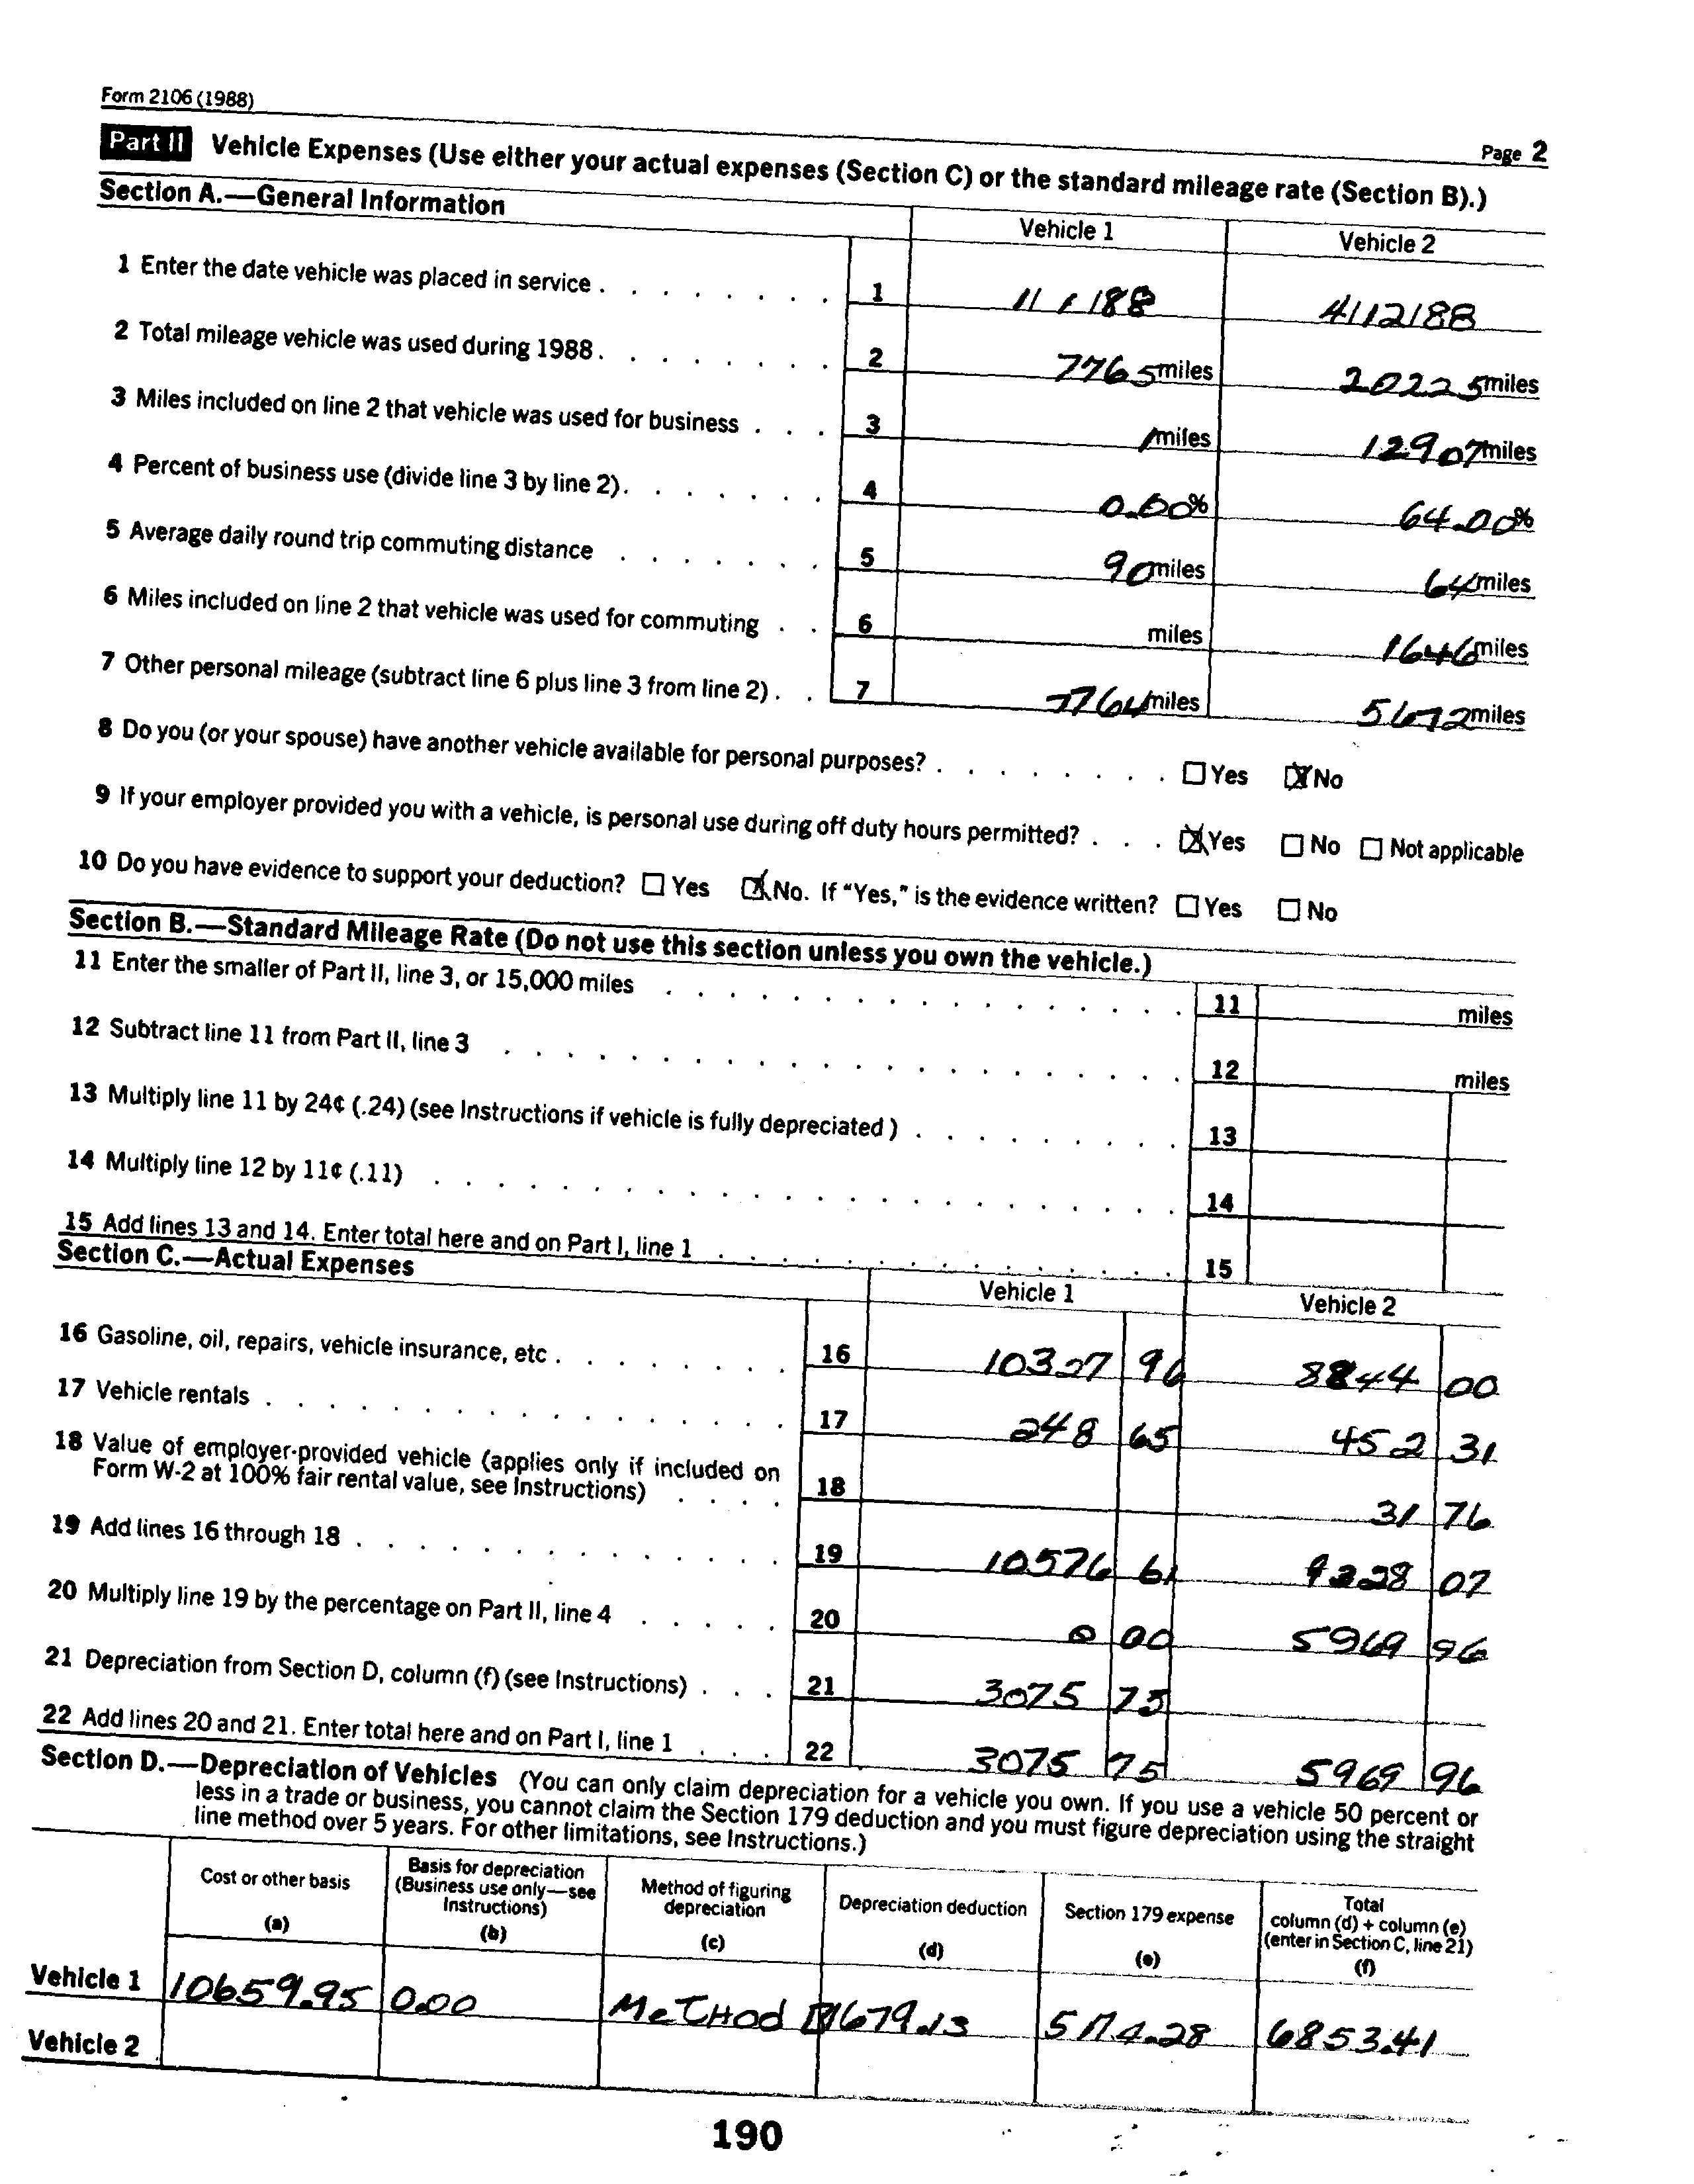 Form 2106 (1988)
Page 2
Part II Vehicle Expenses (Use either your actual expenses (Section C) or the standard mileage rate (Section B).)
Section A.—General Information
Vehicle 1 Vehicle 2
1 Enter the date vehicle was placed in service . . . . . . . . 1 11/1/88 4/12/88
2 Total mileage vehicle was used during 1988 . . . . . . . . 2 7765 miles 20225 miles
3 Miles included on line 2 that vehicle was used for business . . . 3 1 miles 12907 miles
4 Percent of business use (divide line 3 by line 2) . . . . . . . 4 0.00% 64.00%
5 Average daily round trip commuting distance . . . . . . . 5 90 miles 64 miles
6 Miles included on line 2 that vehicle was used for commuting . . 6 miles 1646 miles
7 Other personal mileage (subtract line 6 plus line 3 from line 2) . . 7 7764 miles 5672 miles
8 Do you (or your spouse) have another vehicle available for personal purposes? . . . . . . . . ☐ Yes ☒ No
9 If your employer provided you with a vehicle, is personal use during off duty hours permitted? . . . ☒ Yes ☐ No ☐ Not applicable
10 Do you have evidence to support your deduction? ☐ Yes ☒ No. If "Yes," is the evidence written? ☐ Yes ☐ No
Section B.—Standard Mileage Rate (Do not use this section unless you own the vehicle.)
11 Enter the smaller of Part II, line 3, or 15,000 miles . . . . . . . . . . . . . . . . . 11 miles
12 Subtract line 11 from Part II, line 3 . . . . . . . . . . . . . . . . . . . . . . 12 miles
13 Multiply line 11 by 24¢ (.24) (see Instructions if vehicle is fully depreciated ) . . . . . . . . . 13
14 Multiply line 12 by 11¢ (.11) . . . . . . . . . . . . . . . . . . . . . . . . 14
15 Add lines 13 and 14. Enter total here and on Part I, line 1 . . . . . . . . . . . . . . . 15
Section C.—Actual Expenses
Vehicle 1 Vehicle 2
16 Gasoline, oil, repairs, vehicle insurance, etc . . . . . . . . 16 10327 96 8844 00
17 Vehicle rentals . . . . . . . . . . . . . . . . . 17 248 65 452 31
18 Value of employer-provided vehicle (applies only if included on
Form W-2 at 100% fair rental value, see Instructions) . . . . 18 31 76
19 Add lines 16 through 18 . . . . . . . . . . . . . . 19 10576 61 9328 07
20 Multiply line 19 by the percentage on Part II, line 4 . . . . . 20 0 00 5969 96
21 Depreciation from Section D, column (f) (see Instructions) . . . 21 3075 75
22 Add lines 20 and 21. Enter total here and on Part I, line 1 . . . 22 3075 75 5969 96
Section D.—Depreciation of Vehicles (You can only claim depreciation for a vehicle you own. If you use a vehicle 50 percent or
less in a trade or business, you cannot claim the Section 179 deduction and you must figure depreciation using the straight
line method over 5 years. For other limitations, see Instructions.)
Cost or other basis
(a)
Basis for depreciation
(Business use only—see
Instructions)
(b)
Method of figuring
depreciation
(c)
Depreciation deduction
(d)
Section 179 expense
(e)
Total
column (d) + column (e)
(enter in Section C, line 21)
(f)
Vehicle 1 10659.95 0.00 MeTHod 1679.13 6853.41
Vehicle 2
190